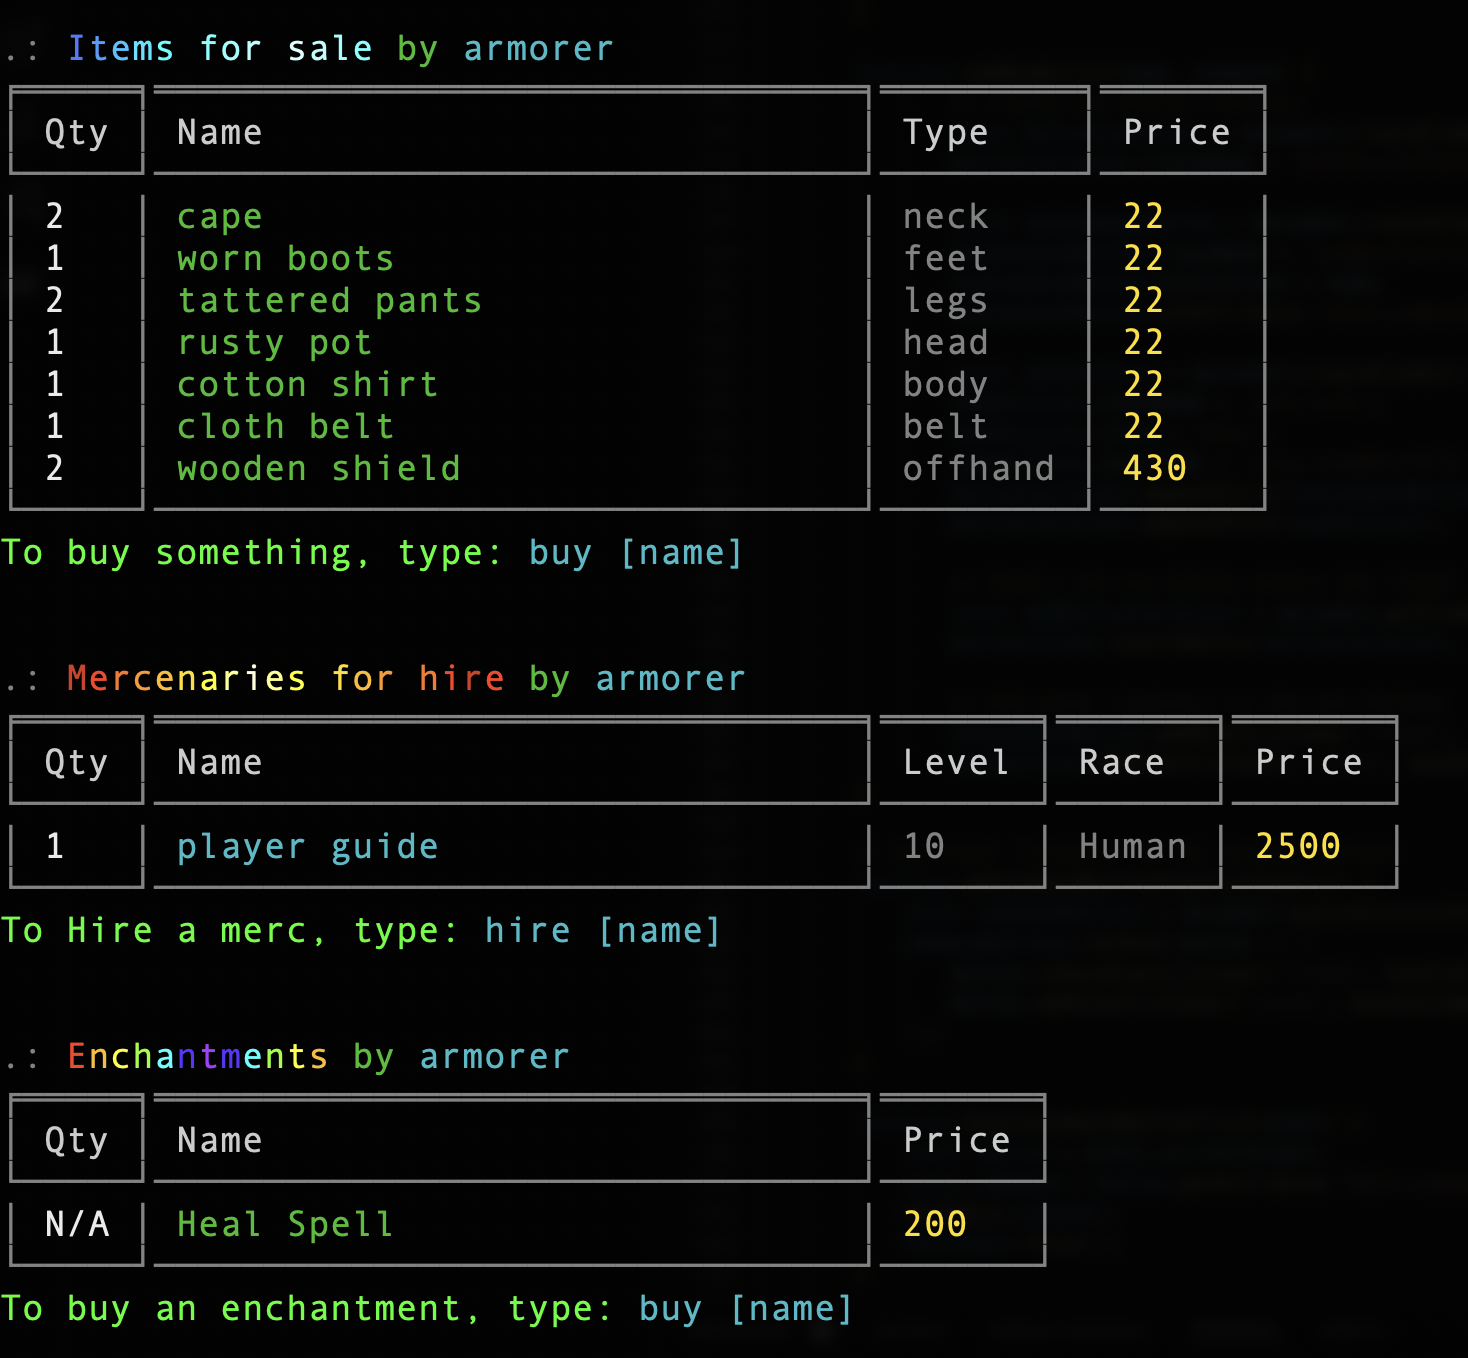 .: Items for sale by armorer
Qty Name Type Price
2 cape neck 22
1 worn boots feet 22
2 tattered pants legs 22
1 rusty pot head 22
1 cotton shirt body 22
1 cloth belt belt 22
2 wooden shield offhand 430
To buy something, type: buy [name]
.: Mercenaries for hire by armorer
Qty Name Level Race Price
1 player guide 10 Human 2500
To Hire a merc, type: hire [name]
.: Enchantments by armorer
Qty Name Price
N/A Heal Spell 200
To buy an enchantment, type: buy [name]